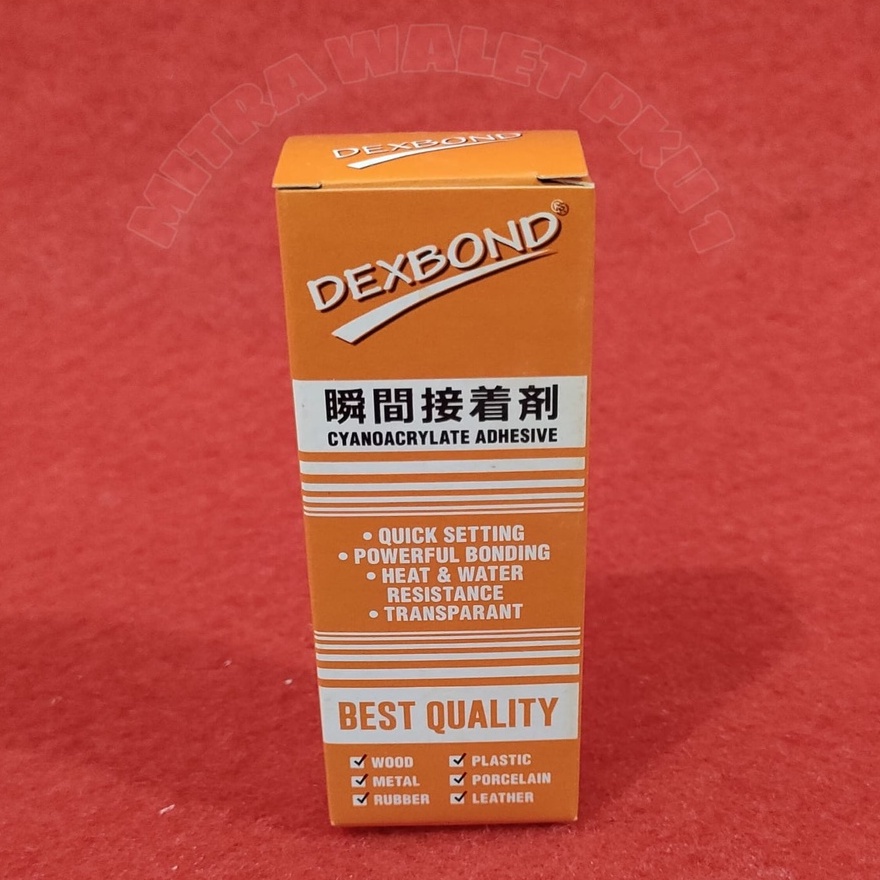 MITRA WALET PKU 1
DEXBOND
DEXBOND®
瞬間接着剤
CYANOACRYLATE ADHESIVE
• QUICK SETTING
• POWERFUL BONDING
• HEAT & WATER
RESISTANCE
• TRANSPARANT
BEST QUALITY
☑ WOOD ☑ PLASTIC
☑ METAL ☑ PORCELAIN
☑ RUBBER ☑ LEATHER